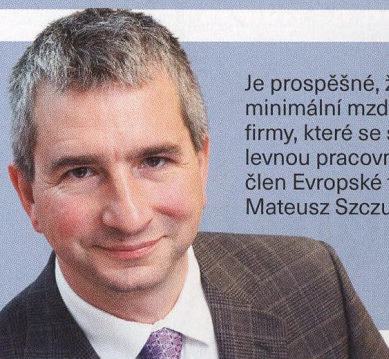 Je prospěšné, ž
minimální mzd
firmy, které se s
levnou pracovn
člen Evropské f
Mateusz Szczu